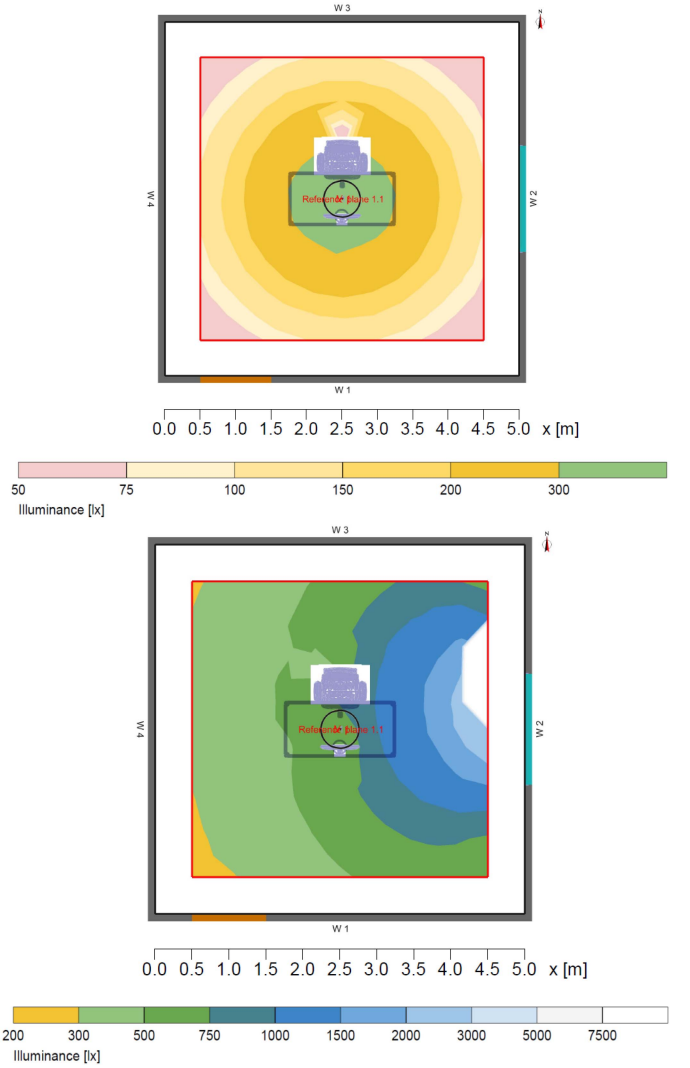 W 3
N
W 4
Reference plane 1.1
W 2
W 1
0.0 0.5 1.0 1.5 2.0 2.5 3.0 3.5 4.0 4.5 5.0 x [m]
50 75 100 150 200 300
Illuminance [lx]
W 3
N
W 4
Reference plane 1.1
W 2
W 1
0.0 0.5 1.0 1.5 2.0 2.5 3.0 3.5 4.0 4.5 5.0 x [m]
200 300 500 750 1000 1500 2000 3000 5000 7500
Illuminance [lx]